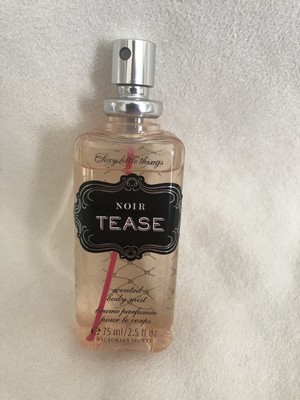 Sexy little things
NOIR
TEASE
scented
body mist
brume parfumée
pour le corps
℮ 75 ml/2.5 fl oz
VICTORIA'S SECRET